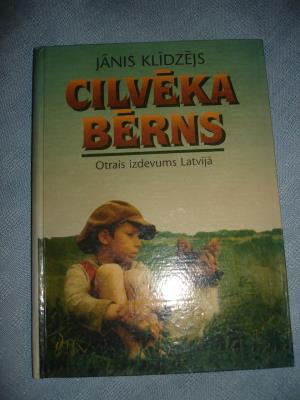 JĀNIS KLĪDZĒJS
CILVĒKA
BĒRNS
Otrais izdevums Latvijā